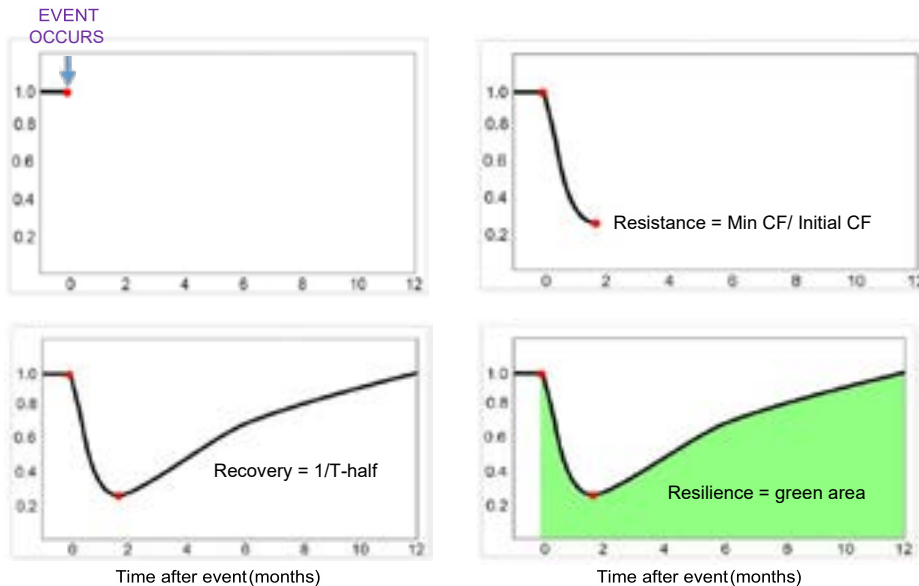 EVENT
OCCURS
1.0
0.8
0.6
0.4
0.2
0 2 4 6 8 10 12
1.0
0.8
0.6
0.4
0.2
Resistance = Min CF/ Initial CF
0 2 4 6 8 10
1.0
0.8
0.6
0.4
0.2
Recovery = 1/T-half
0 2 4 6 8 10 12
Time after event (months)
1.0
0.8
0.6
0.4
0.2
Resilience = green area
0 2 4 6 8 10 12
Time after event (months)